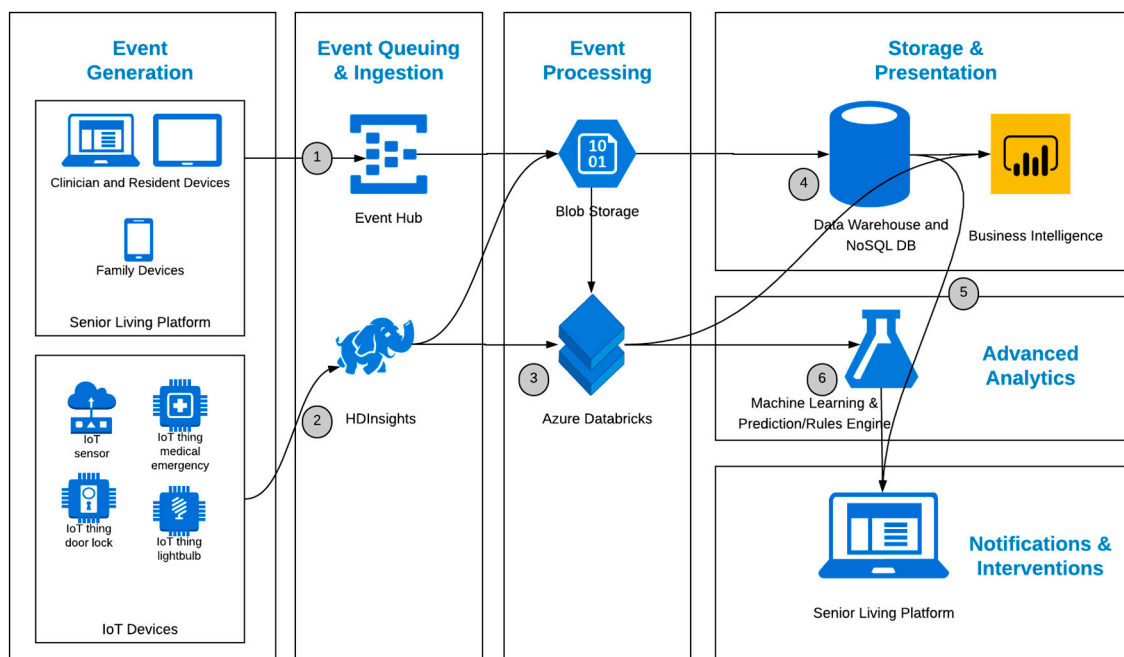 Event
Generation
Clinician and Resident Devices
Family Devices
Senior Living Platform
IoT
sensor
IoT thing
medical
emergency
IoT thing
door lock
IoT thing
lightbulb
IoT Devices
Event Queuing
& Ingestion
1
Event Hub
HDInsights
2
Event
Processing
10
01
Blob Storage
3
Azure Databricks
Storage &
Presentation
4
Data Warehouse and
NoSQL DB
Business Intelligence
5
Advanced
Analytics
6
Machine Learning &
Prediction/Rules Engine
Notifications &
Interventions
Senior Living Platform